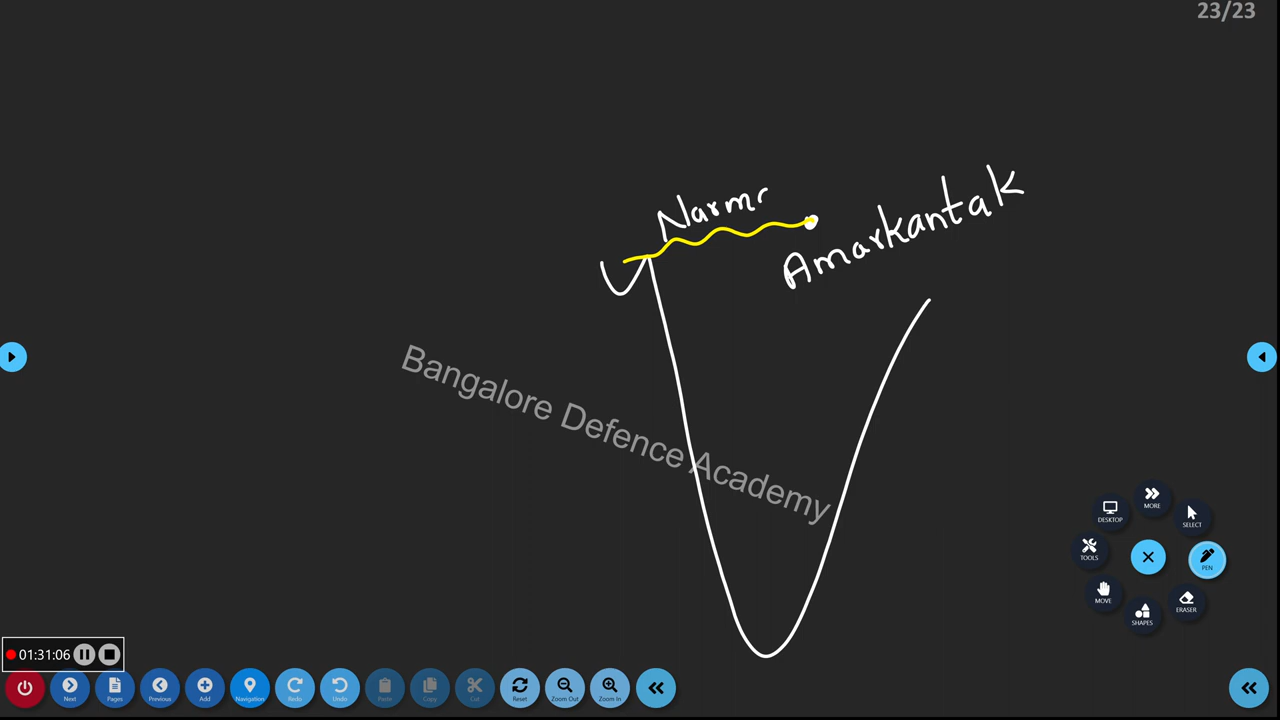 23/23
Narmr
Amarkantak
Bangalore Defence Academy
MORE
DESKTOP
SELECT
TOOLS
PEN
MOVE
ERASER
SHAPES
01:31:06
Next
Pages
Previous
Add
Navigation
Redo
Undo
Paste
Copy
Cut
Reset
Zoom Out
Zoom In